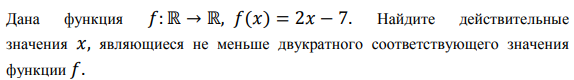 Дана функция f: ℝ → ℝ, f(x) = 2x − 7. Найдите действительные
значения x, являющиеся не меньше двукратного соответствующего значения
функции f.